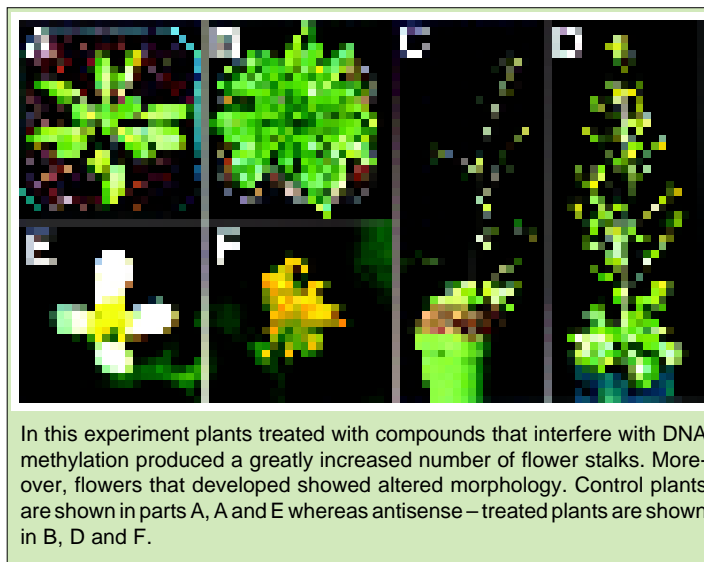 A B C D
E F
In this experiment plants treated with compounds that interfere with DNA
methylation produced a greatly increased number of flower stalks. More-
over, flowers that developed showed altered morphology. Control plants
are shown in parts A, A and E whereas antisense – treated plants are shown
in B, D and F.